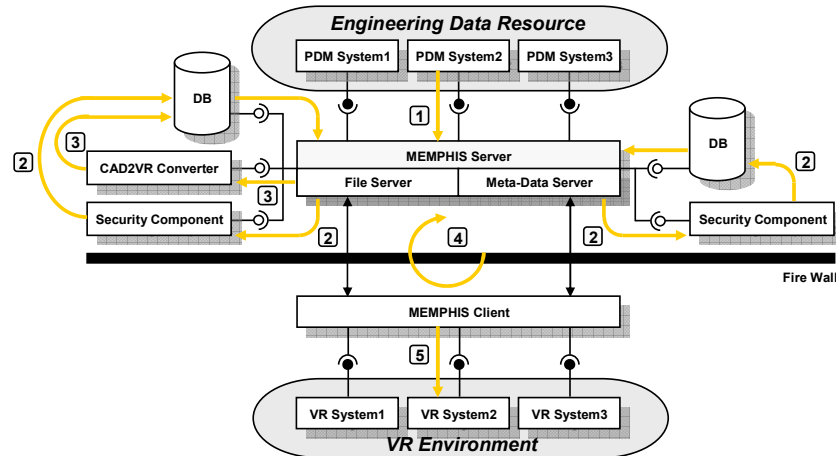 Engineering Data Resource
PDM System1
PDM System2
PDM System3
DB
1
2
3
MEMPHIS Server
DB
2
CAD2VR Converter
File Server
Meta-Data Server
3
Security Component
2
4
2
Security Component
Fire Wall
MEMPHIS Client
5
VR System1
VR System2
VR System3
VR Environment